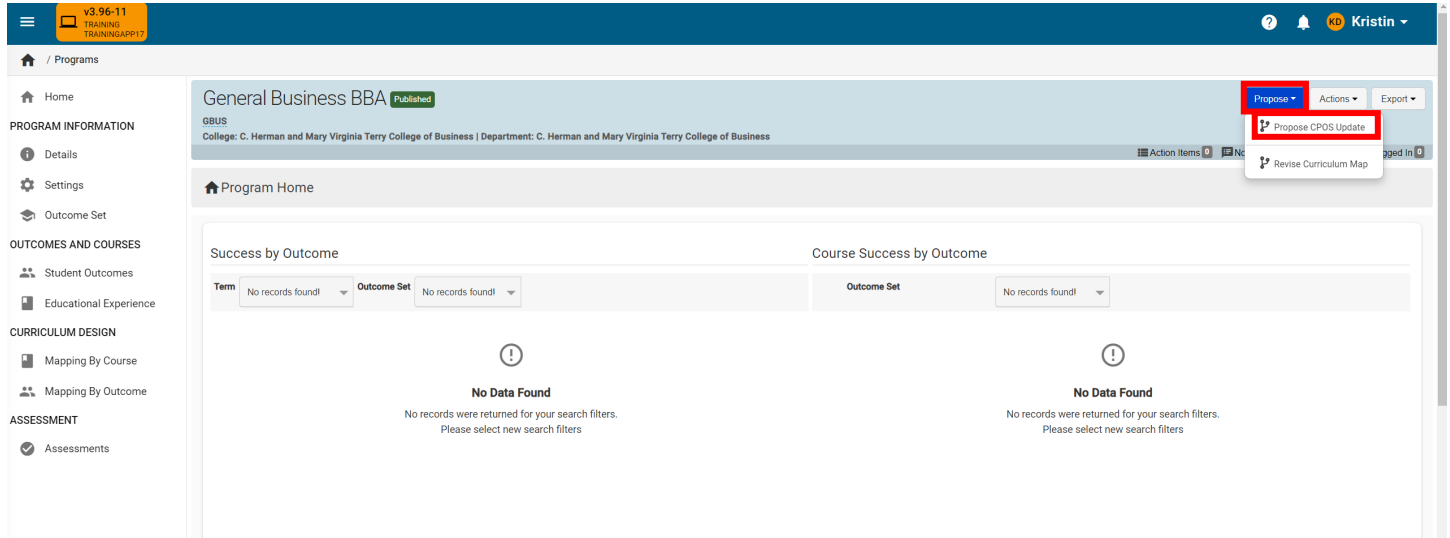 v3.96-11
TRAINING
TRAININGAPP17
KD Kristin
/ Programs
Home
PROGRAM INFORMATION
Details
Settings
Outcome Set
OUTCOMES AND COURSES
Student Outcomes
Educational Experience
CURRICULUM DESIGN
Mapping By Course
Mapping By Outcome
ASSESSMENT
Assessments
General Business BBA Published
GBUS
College: C. Herman and Mary Virginia Terry College of Business | Department: C. Herman and Mary Virginia Terry College of Business
Propose Actions Export
Propose CPOS Update
Revise Curriculum Map
Action Items 0
gged In 0
Program Home
Success by Outcome
Term No records found! Outcome Set No records found!
No Data Found
No records were returned for your search filters.
Please select new search filters
Course Success by Outcome
Outcome Set No records found!
No Data Found
No records were returned for your search filters.
Please select new search filters